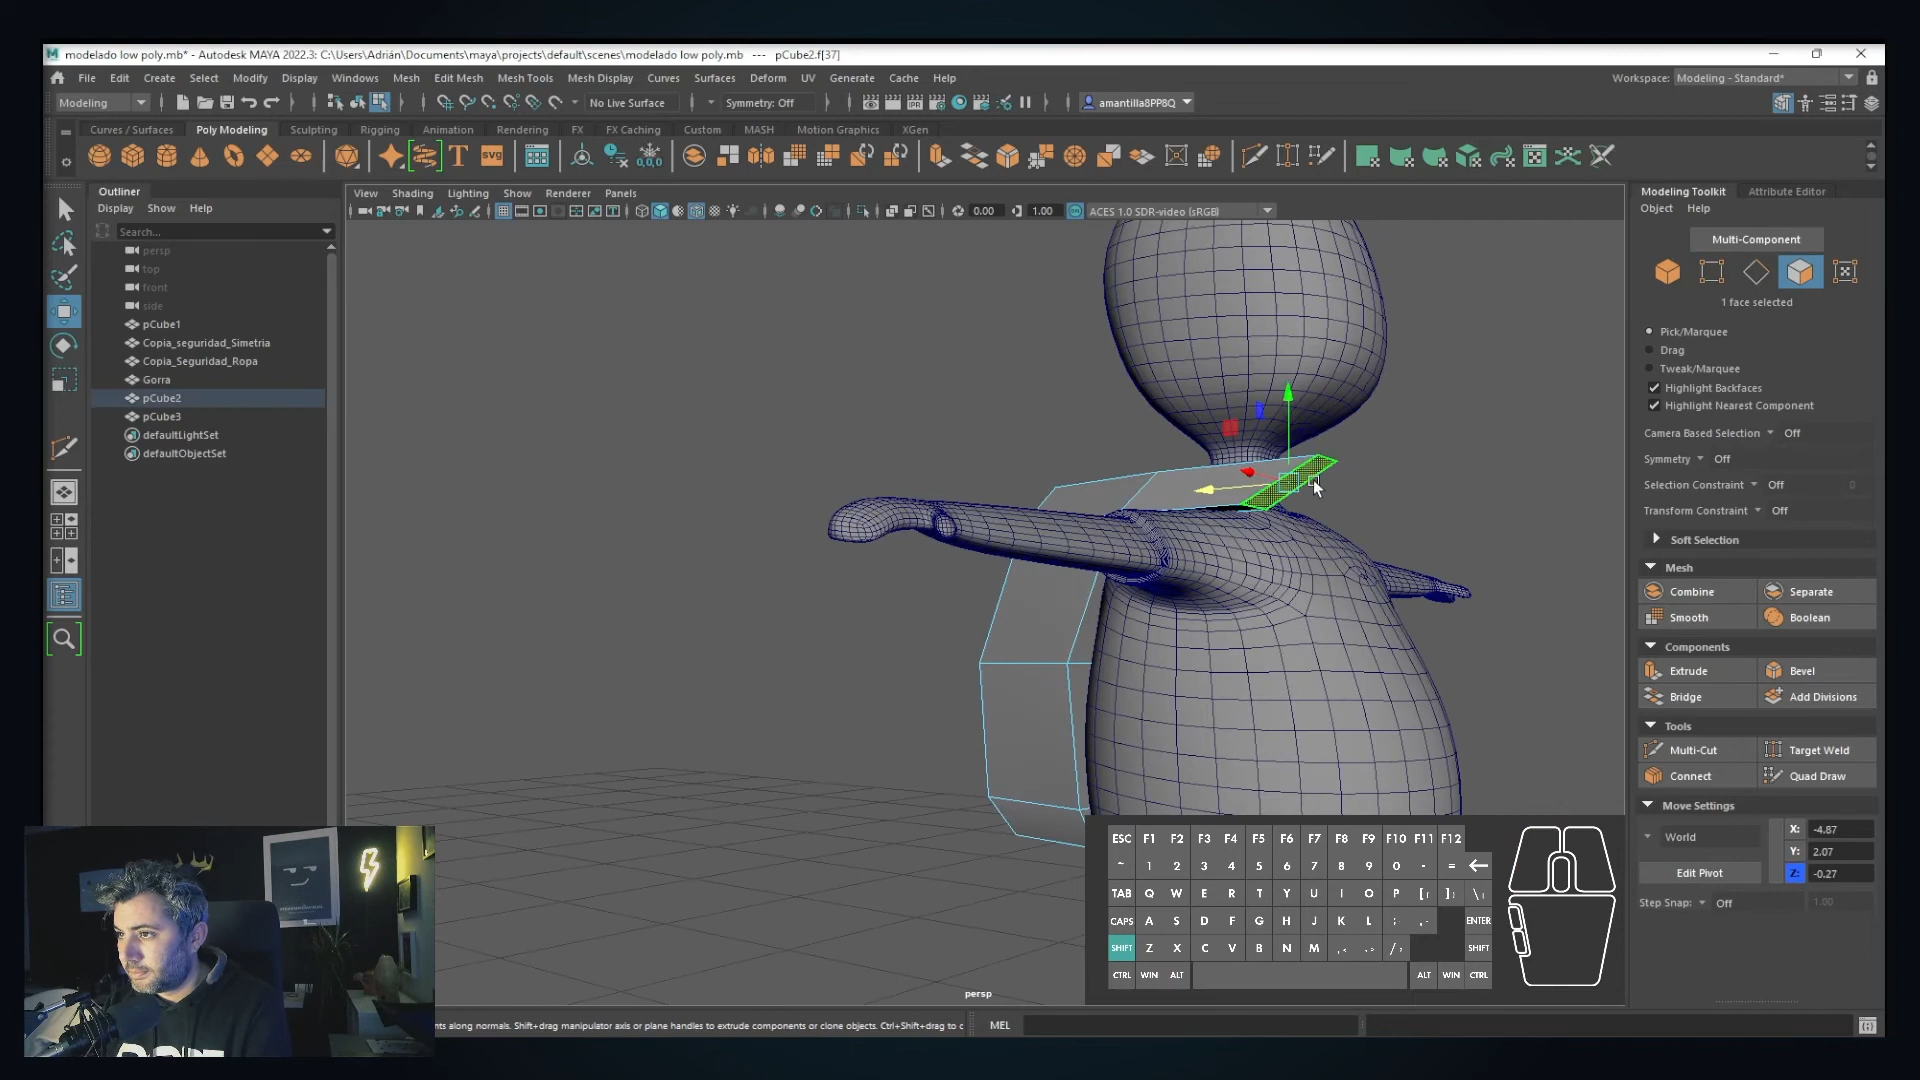 modelado low poly.mb* - Autodesk MAYA 2022.3: C:\Users\Adrián\Documents\maya\projects\default\scenes\modelado low poly.mb   ---   pCube2.f[37]
File Edit Create Select Modify Display Windows Mesh Edit Mesh Mesh Tools Mesh Display Curves Surfaces Deform UV Generate Cache Help
Workspace: Modeling - Standard*
Modeling
No Live Surface
Symmetry: Off
amantilla8PP8Q
Curves / Surfaces Poly Modeling Sculpting Rigging Animation Rendering FX FX Caching Custom MASH Motion Graphics XGen
Outliner
Display Show Help
Search...
persp
top
front
side
pCube1
Copia_seguridad_Simetria
Copia_Seguridad_Ropa
Gorra
pCube2
pCube3
defaultLightSet
defaultObjectSet
View Shading Lighting Show Renderer Panels
0.00
1.00
ACES 1.0 SDR-video (sRGB)
persp
Modeling Toolkit Attribute Editor
Object Help
Multi-Component
1 face selected
Pick/Marquee
Drag
Tweak/Marquee
Highlight Backfaces
Highlight Nearest Component
Camera Based Selection Off
Symmetry Off
Selection Constraint Off 0
Transform Constraint Off
Soft Selection
Mesh
Combine Separate
Smooth Boolean
Components
Extrude Bevel
Bridge Add Divisions
Tools
Multi-Cut Target Weld
Connect Quad Draw
Move Settings
World
X: -4.87
Y: 2.07
Z: -0.27
Edit Pivot
Step Snap: Off 1.00
ESC F1 F2 F3 F4 F5 F6 F7 F8 F9 F10 F11 F12
~ 1 2 3 4 5 6 7 8 9 0 - =
TAB Q W E R T Y U I O P [ ] \
CAPS A S D F G H J K L ; ENTER
SHIFT Z X C V B N M / SHIFT
CTRL WIN ALT ALT WIN CTRL
nts along normals. Shift+drag manipulator axis or plane handles to extrude components or clone objects. Ctrl+Shift+drag to c
MEL